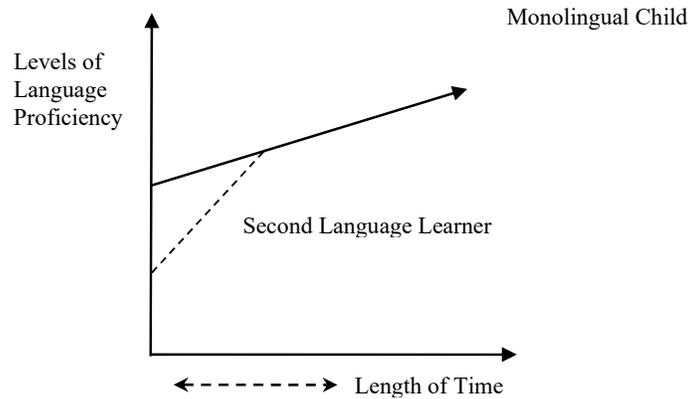 Monolingual Child
Levels of
Language
Proficiency
Second Language Learner
Length of Time